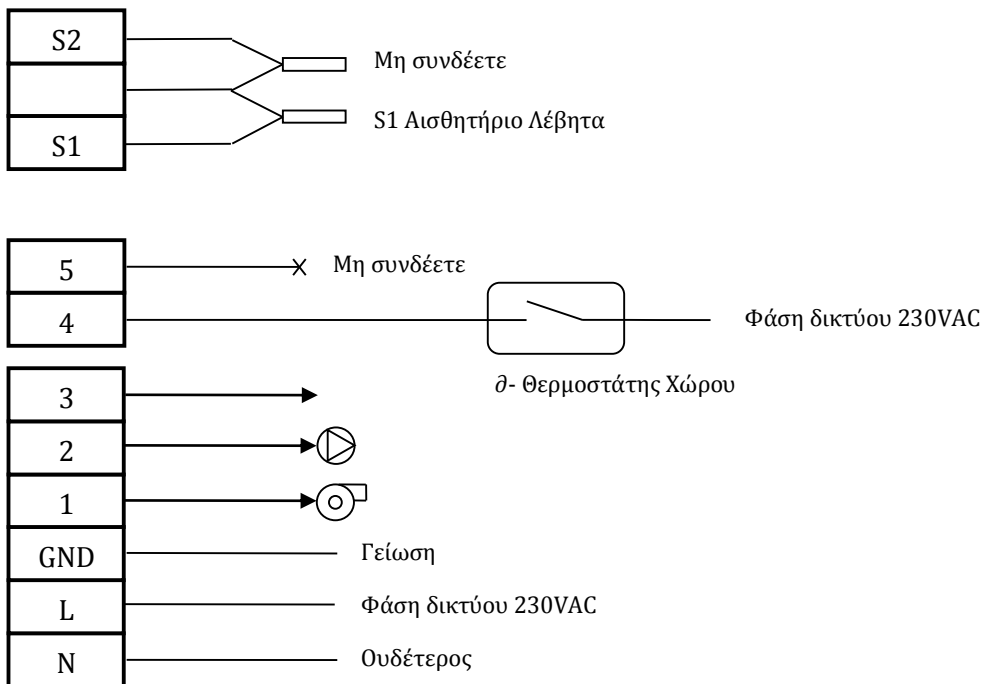 S2
Μη συνδέετε
S1 Αισθητήριο Λέβητα
S1
5
Μη συνδέετε
4
Φάση δικτύου 230VAC
∂- Θερμοστάτης Χώρου
3
2
1
GND
Γείωση
L
Φάση δικτύου 230VAC
N
Ουδέτερος